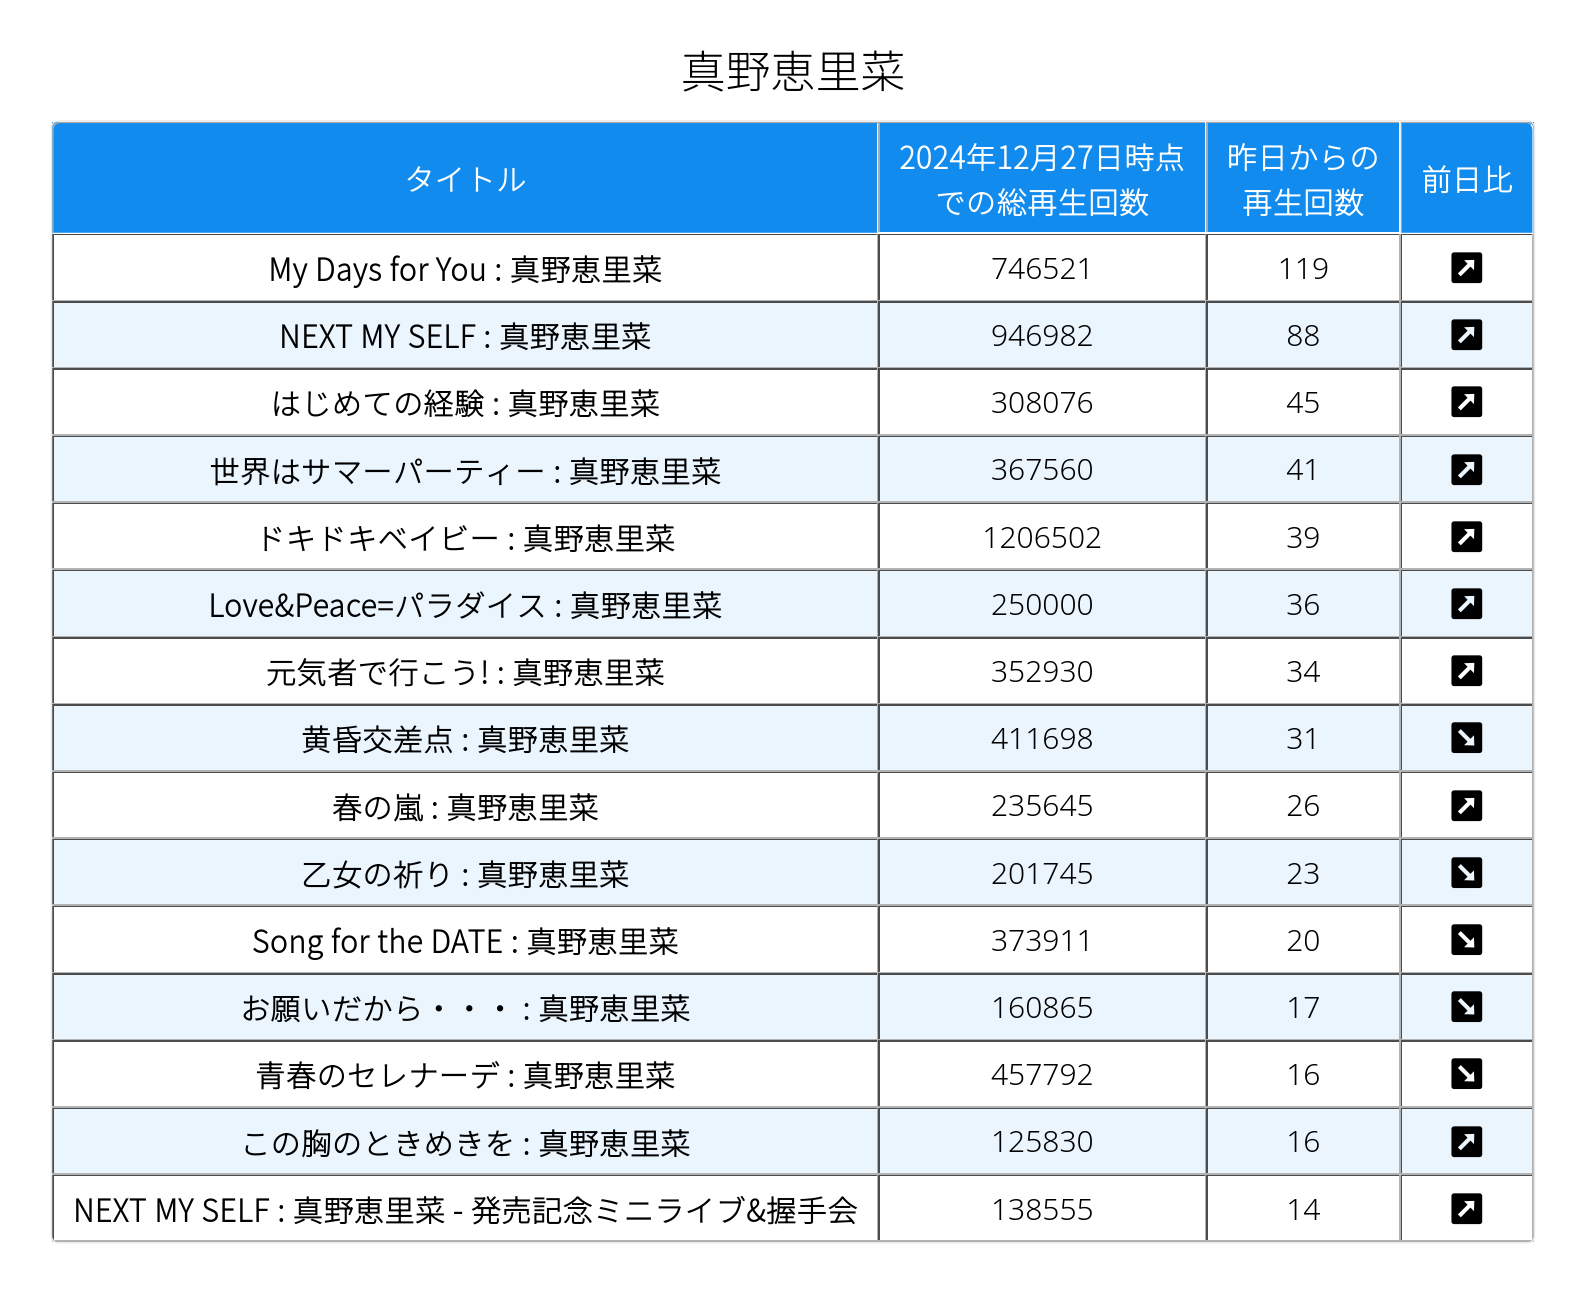 真野恵里菜
タイトル 2024年12月27日時点での総再生回数 昨日からの再生回数 前日比
My Days for You : 真野恵里菜 746521 119 ↗
NEXT MY SELF : 真野恵里菜 946982 88 ↗
はじめての経験 : 真野恵里菜 308076 45 ↗
世界はサマーパーティー : 真野恵里菜 367560 41 ↗
ドキドキベイビー : 真野恵里菜 1206502 39 ↗
Love&Peace=パラダイス : 真野恵里菜 250000 36 ↗
元気者で行こう! : 真野恵里菜 352930 34 ↗
黄昏交差点 : 真野恵里菜 411698 31 ↘
春の嵐 : 真野恵里菜 235645 26 ↗
乙女の祈り : 真野恵里菜 201745 23 ↘
Song for the DATE : 真野恵里菜 373911 20 ↘
お願いだから・・・ : 真野恵里菜 160865 17 ↘
青春のセレナーデ : 真野恵里菜 457792 16 ↘
この胸のときめきを : 真野恵里菜 125830 16 ↗
NEXT MY SELF : 真野恵里菜 - 発売記念ミニライブ&握手会 138555 14 ↗